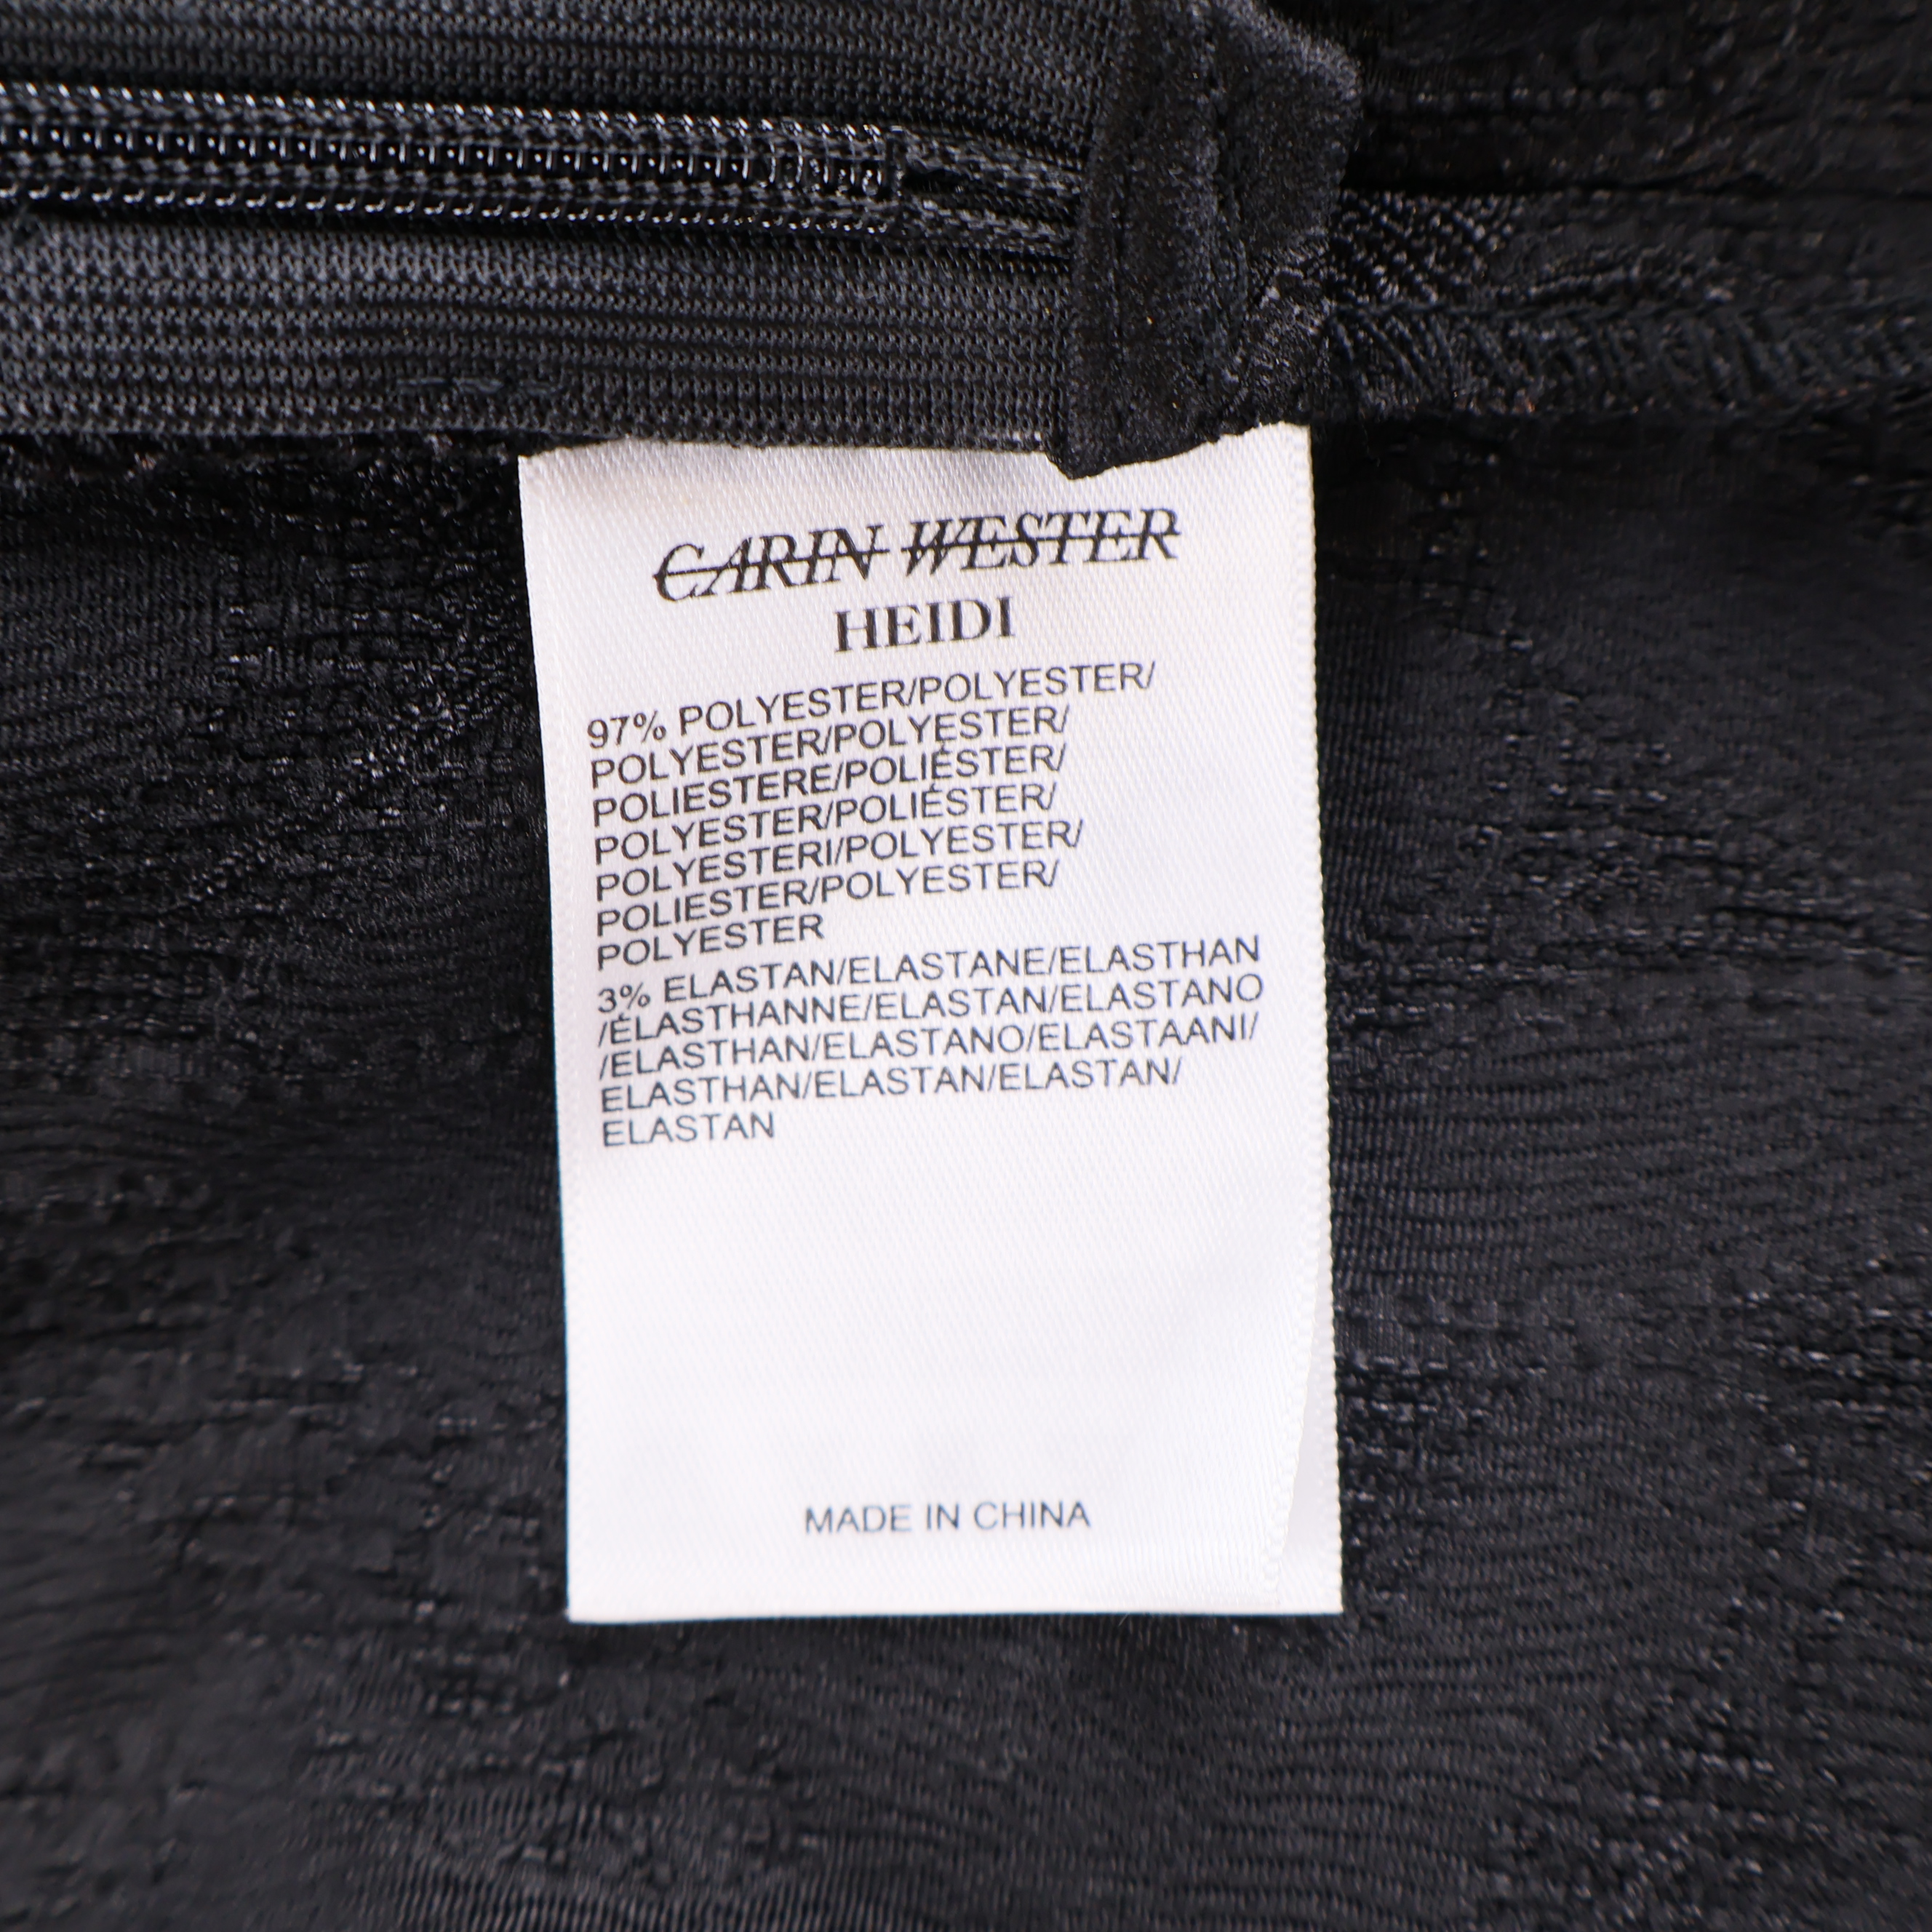 CARIN WESTER
HEIDI
97% POLYESTER/POLYESTER/
POLYESTER/POLYESTER/
POLIESTERE/POLIÉSTER/
POLYESTER/POLIÉSTER/
POLYESTERI/POLYESTER/
POLIESTER/POLYESTER/
POLYESTER
3% ELASTAN/ELASTANE/ELASTHAN
/ÉLASTHANNE/ELASTAN/ELASTANO
/ELASTHAN/ELASTANO/ELASTAANI/
ELASTHAN/ELASTAN/ELASTAN/
ELASTAN
MADE IN CHINA